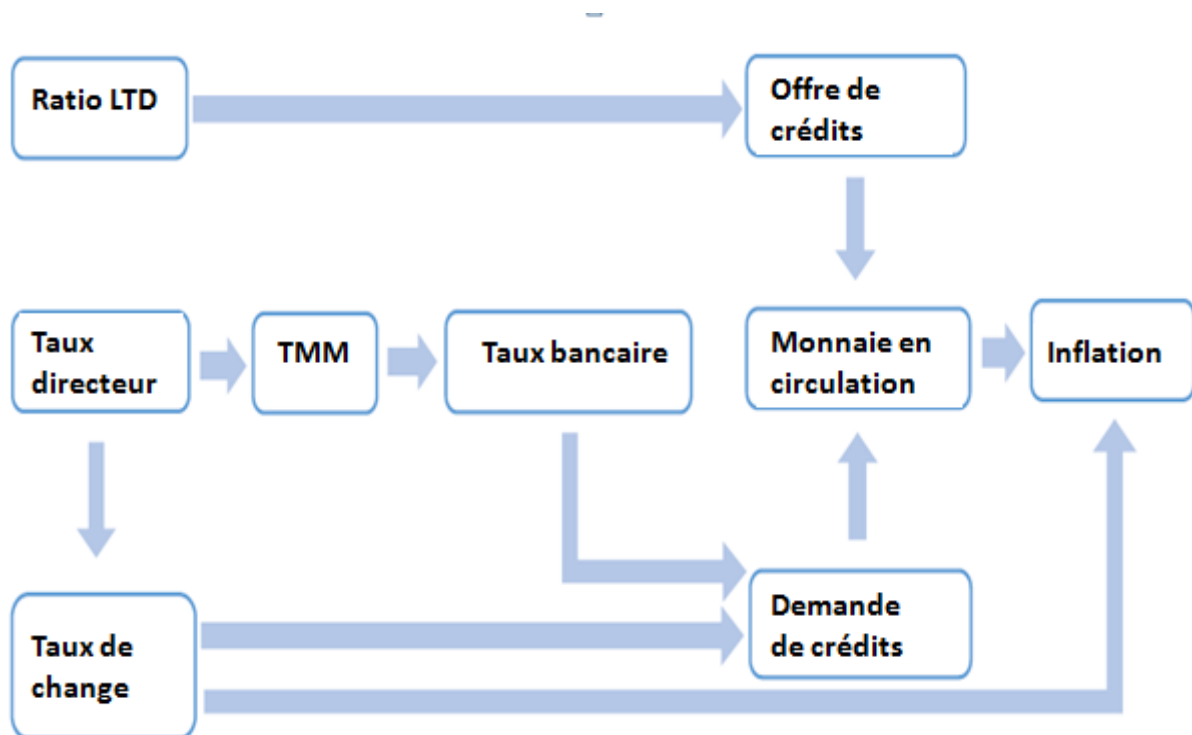 Ratio LTD
Offre de
crédits
Taux
directeur
TMM
Taux bancaire
Monnaie en
circulation
Inflation
Taux de
change
Demande
de crédits